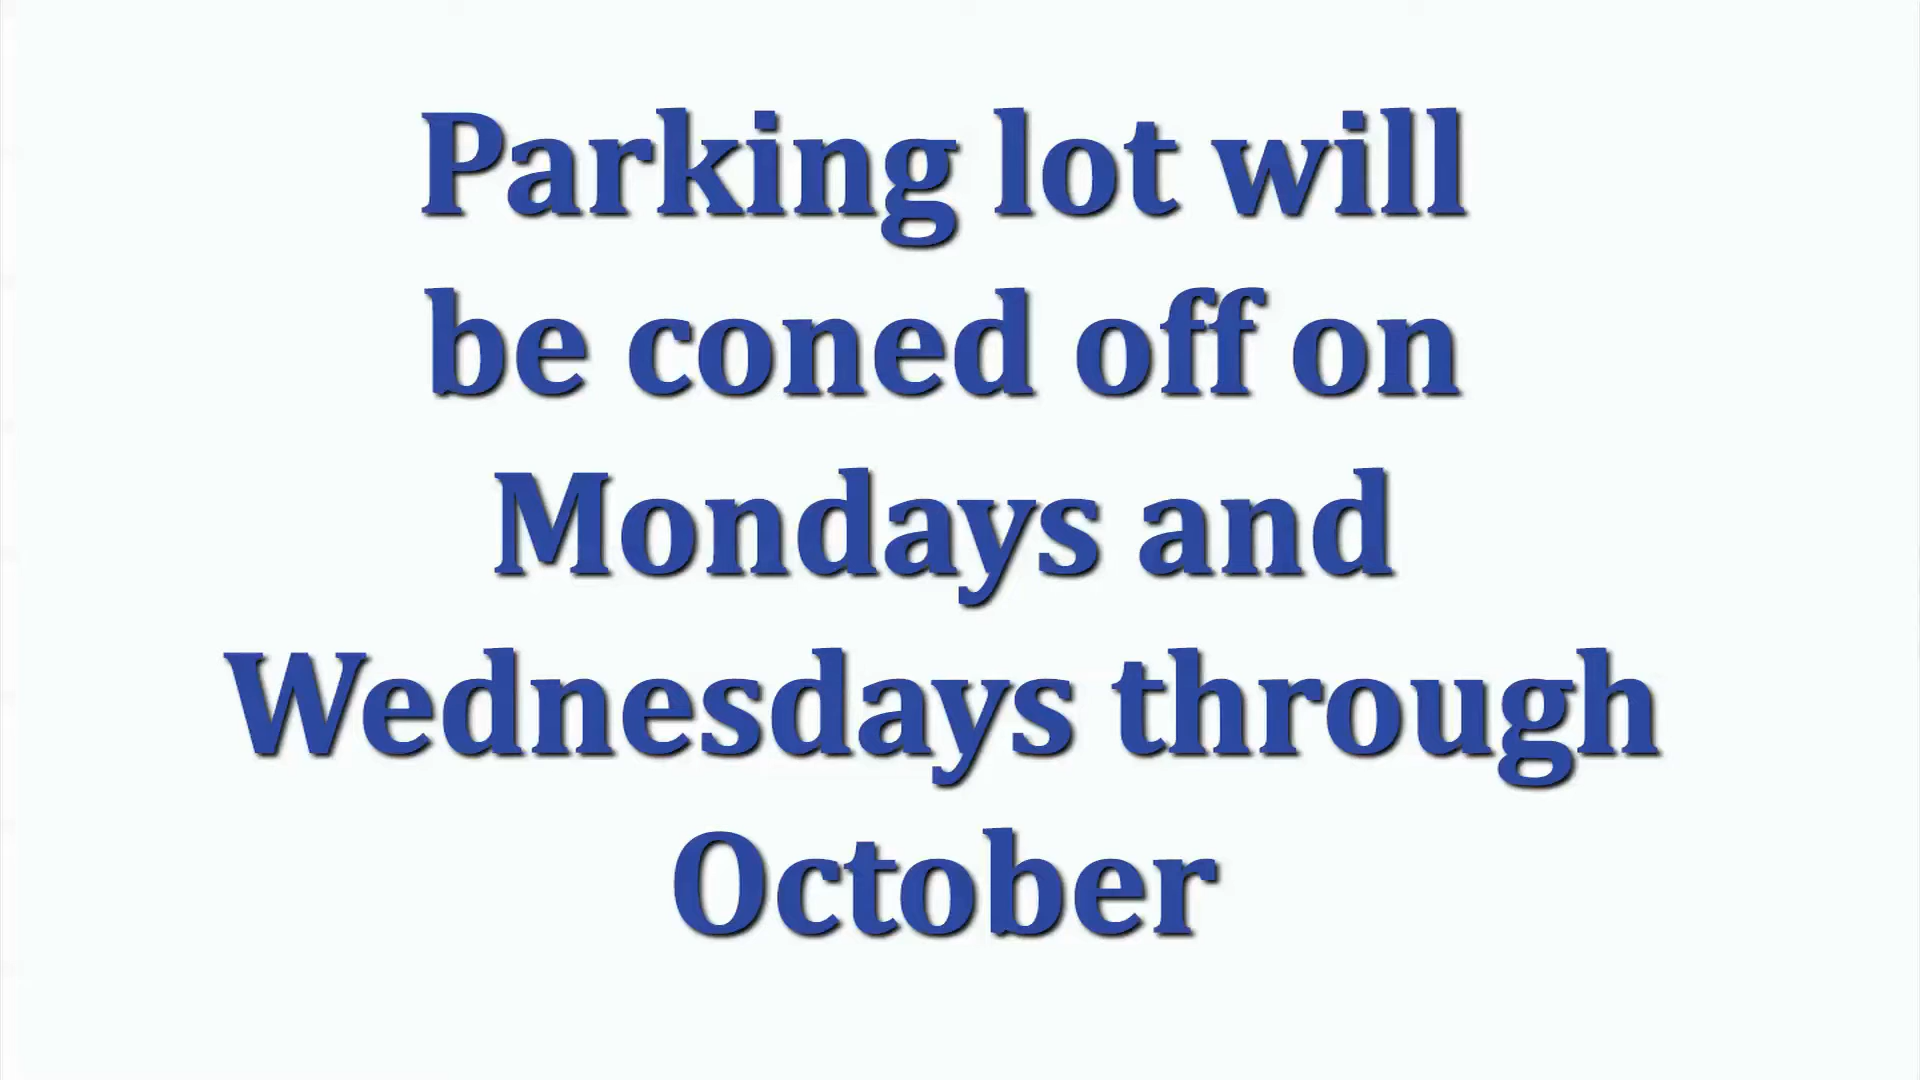 Parking lot will
be coned off on
Mondays and
Wednesdays through
October